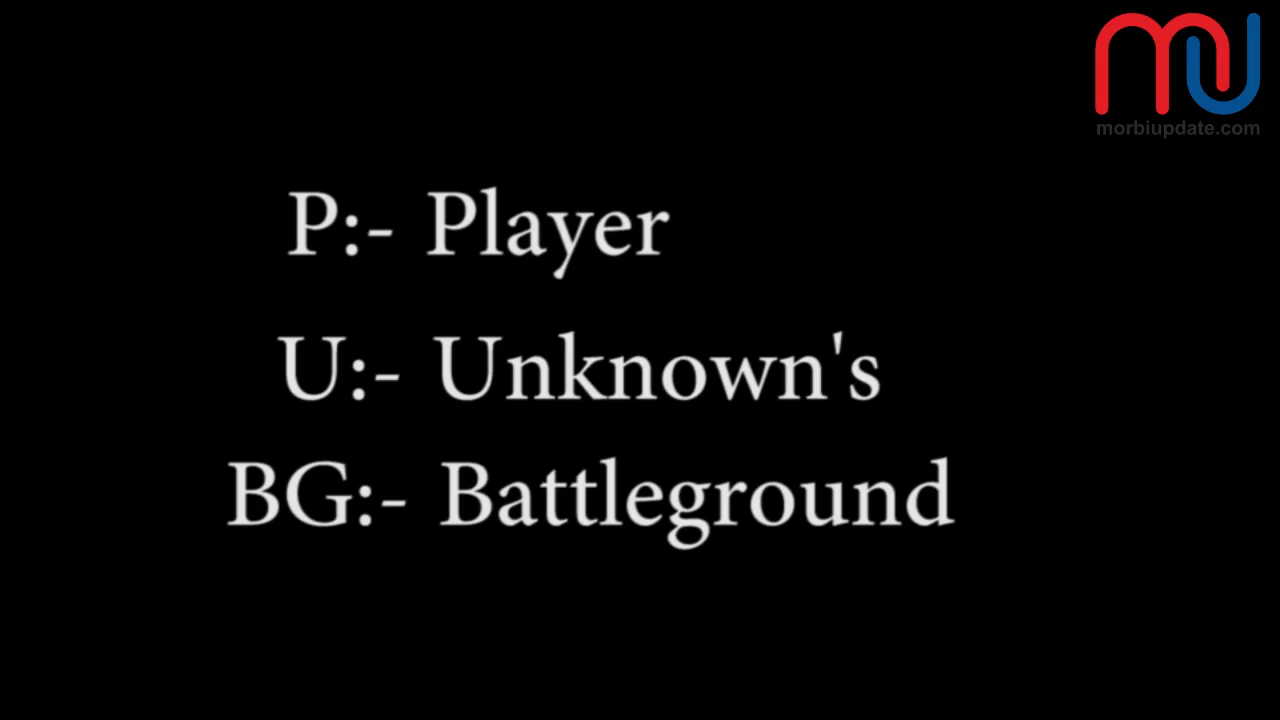 morbiupdate.com
P:- Player
U:- Unknown's
BG:- Battleground